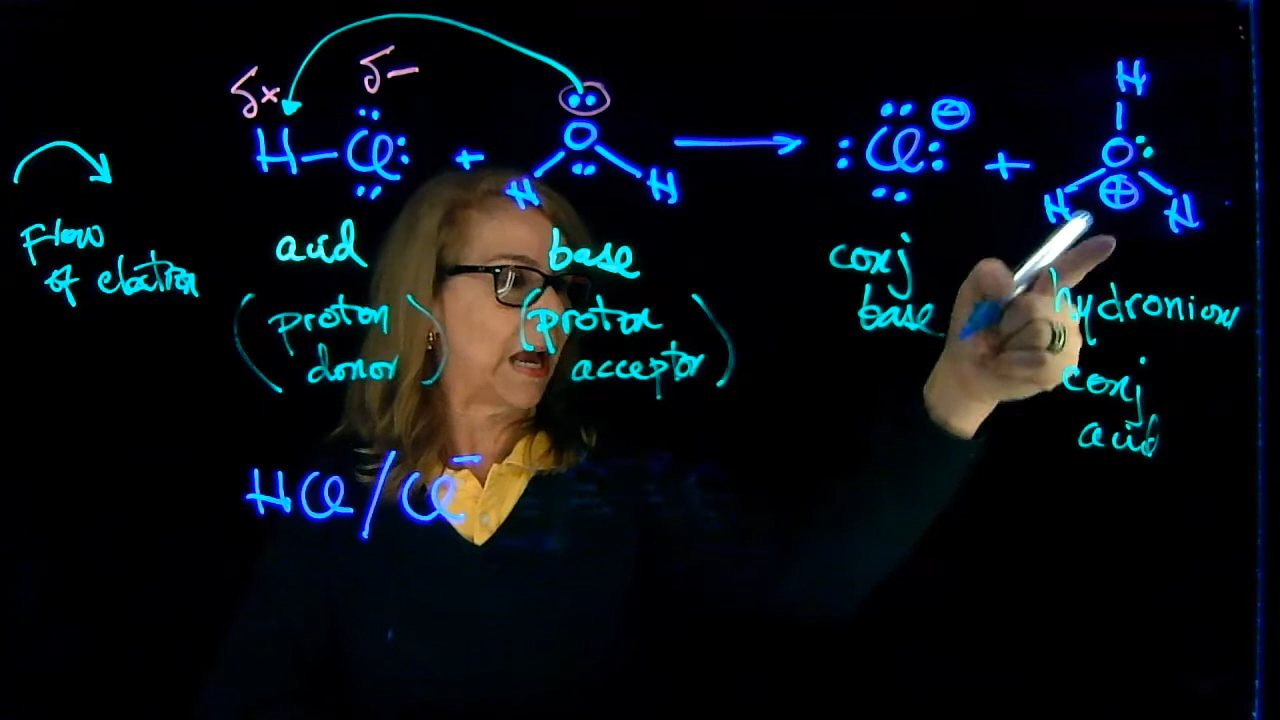 δ+ δ−
H–Cl + H O H → Cl ⊖ + H O H H ⊕
Flow
of electron
acid base conj
base hydronium
(proton
donor) (proton
acceptor) conj
acid
HCl/Cl⁻